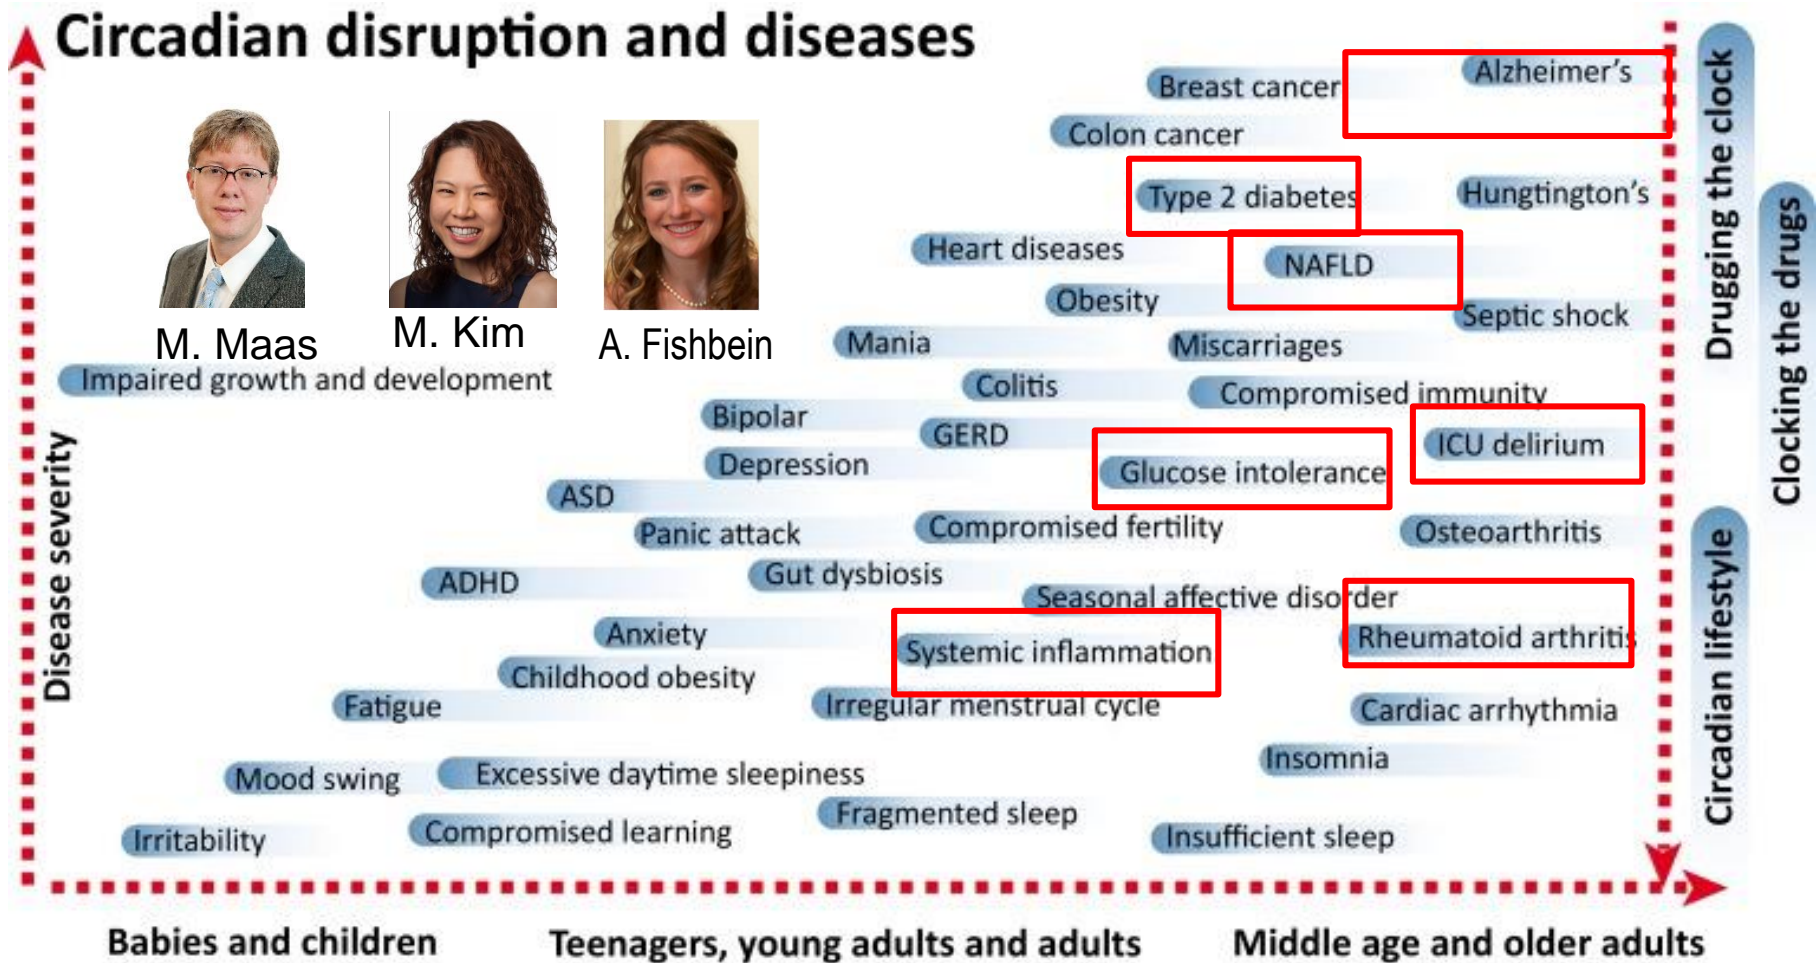 Circadian disruption and diseases
Breast cancer
Alzheimer's
Colon cancer
Type 2 diabetes
Hungtington's
Heart diseases
NAFLD
Obesity
Septic shock
M. Maas
M. Kim
A. Fishbein
Mania
Miscarriages
Impaired growth and development
Colitis
Compromised immunity
Bipolar
GERD
ICU delirium
Depression
Glucose intolerance
ASD
Panic attack
Compromised fertility
Osteoarthritis
ADHD
Gut dysbiosis
Seasonal affective disorder
Anxiety
Systemic inflammation
Rheumatoid arthritis
Childhood obesity
Fatigue
Irregular menstrual cycle
Cardiac arrhythmia
Mood swing
Excessive daytime sleepiness
Insomnia
Irritability
Compromised learning
Fragmented sleep
Insufficient sleep
Disease severity
Drugging the clock
Clocking the drugs
Circadian lifestyle
Babies and children
Teenagers, young adults and adults
Middle age and older adults